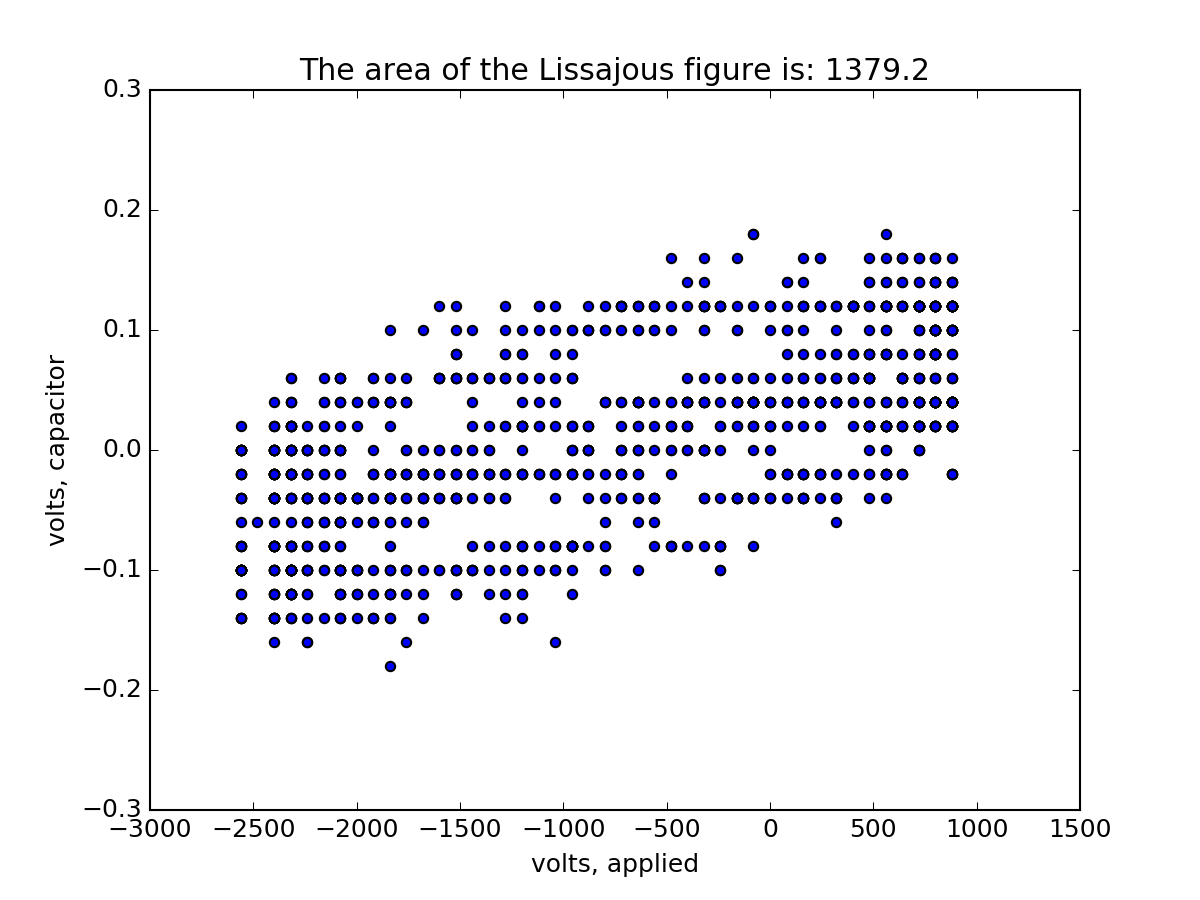 The area of the Lissajous figure is: 1379.2
0.3
0.2
0.1
0.0
−0.1
−0.2
−0.3
volts, capacitor
−3000 −2500 −2000 −1500 −1000 −500 0 500 1000 1500
volts, applied